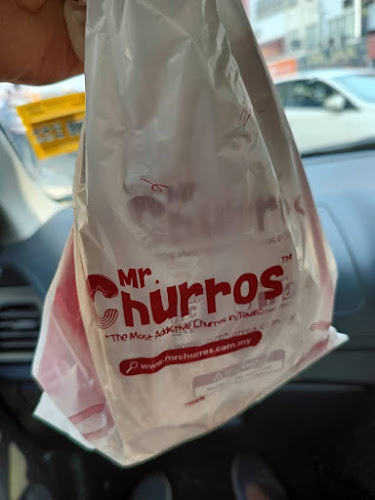 Mr.
Churros™
"The Most Addictive Churros in Town"
www.mrchurros.com.my